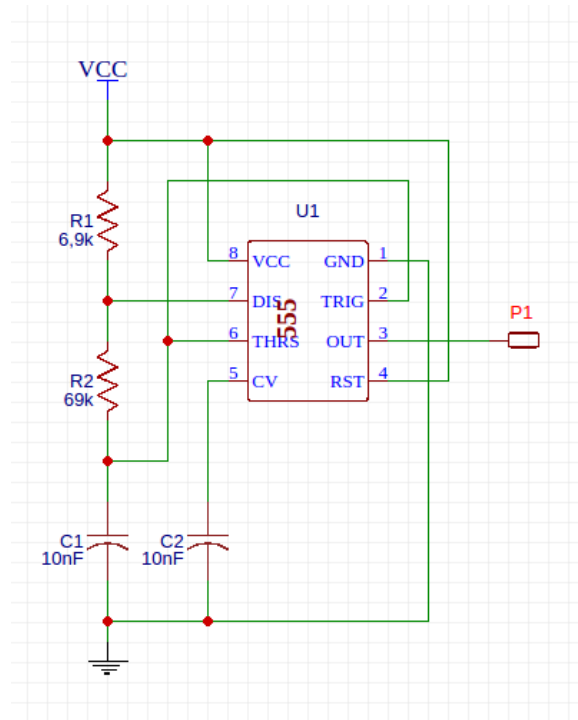 VCC
U1
R1
6,9k
8 VCC GND 1
7 DIS TRIG 2
555
6 THRS OUT 3
P1
5 CV RST 4
R2
69k
C1
10nF
C2
10nF